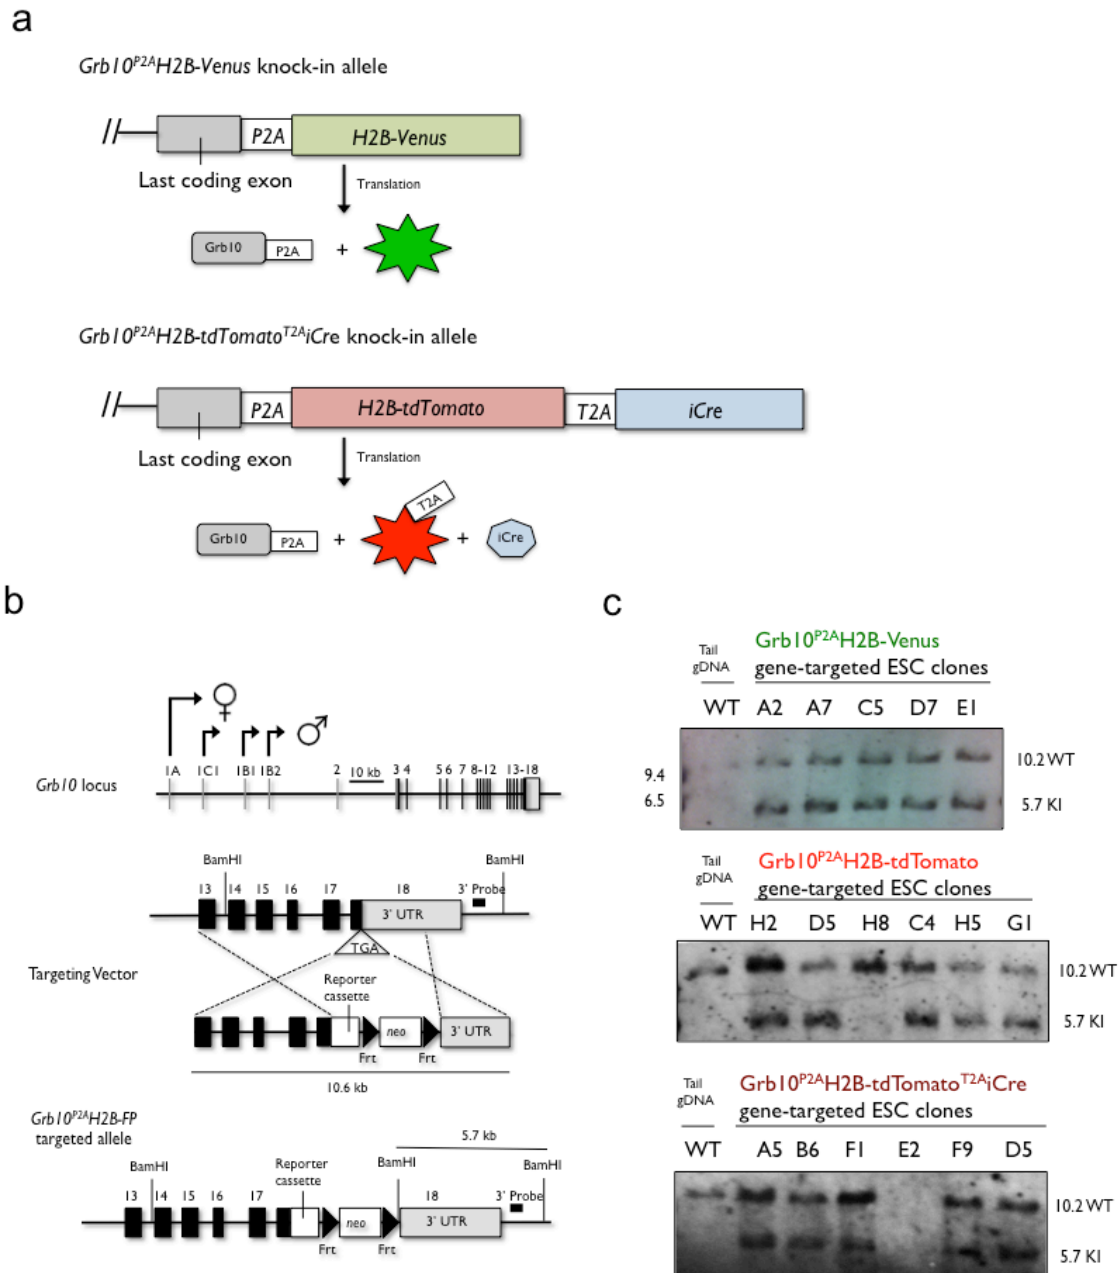 a
Grb10P2AH2B-Venus knock-in allele
// P2A H2B-Venus
Last coding exon
Translation
Grb10 P2A +
Grb10P2AH2B-tdTomatoT2AiCre knock-in allele
// P2A H2B-tdTomato T2A iCre
Last coding exon
Translation
Grb10 P2A + T2A + iCre
b
♀
♂
1A 1C1 1B1 1B2 2 10 kb 3 4 5 6 7 8-12 13-18
Grb10 locus
BamHI BamHI
13 14 15 16 17 18 3' Probe
3' UTR
TGA
Targeting Vector
Reporter
cassette
neo 3' UTR
Frt Frt
10.6 kb
Grb10P2AH2B-FP
targeted allele
5.7 kb
BamHI Reporter cassette BamHI BamHI
13 14 15 16 17 18 3' Probe
neo 3' UTR
Frt Frt
c
Tail
gDNA
Grb10P2AH2B-Venus
gene-targeted ESC clones
WT A2 A7 C5 D7 E1
10.2 WT
9.4
6.5
5.7 KI
Tail
gDNA
Grb10P2AH2B-tdTomato
gene-targeted ESC clones
WT H2 D5 H8 C4 H5 G1
10.2 WT
5.7 KI
Tail
gDNA
Grb10P2AH2B-tdTomatoT2AiCre
gene-targeted ESC clones
WT A5 B6 F1 E2 F9 D5
10.2 WT
5.7 KI